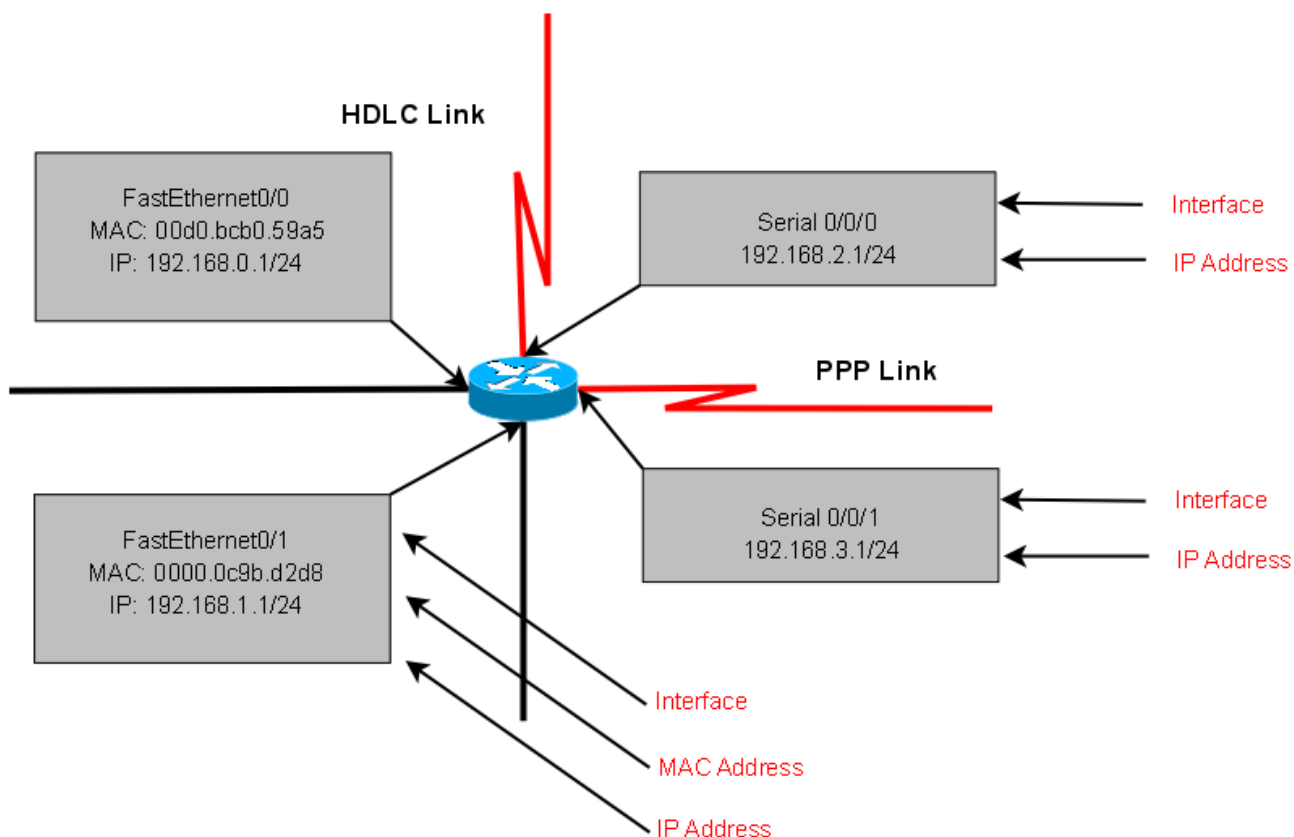 HDLC Link
FastEthernet0/0
MAC: 00d0.bcb0.59a5
IP: 192.168.0.1/24
Serial 0/0/0
192.168.2.1/24
Interface
IP Address
PPP Link
FastEthernet0/1
MAC: 0000.0c9b.d2d8
IP: 192.168.1.1/24
Serial 0/0/1
192.168.3.1/24
Interface
IP Address
Interface
MAC Address
IP Address